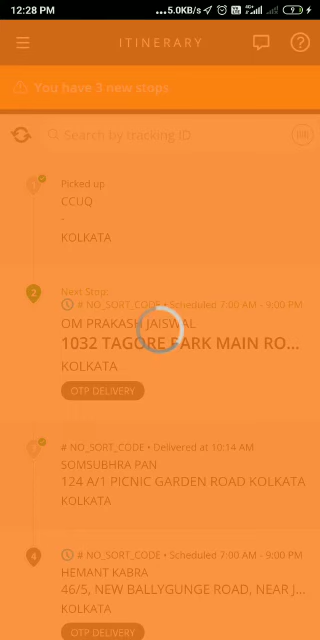 12:28 PM
...5.0KB/s
ITINERARY
You have 3 new stops
Search by tracking ID
1
Picked up
CCUQ
-
KOLKATA
2
Next Stop:
# NO_SORT_CODE • Scheduled 7:00 AM - 9:00 PM
OM PRAKASH JAISWAL
1032 TAGORE PARK MAIN RO...
KOLKATA
OTP DELIVERY
# NO_SORT_CODE • Delivered at 10:14 AM
SOMSUBHRA PAN
124 A/1 PICNIC GARDEN ROAD KOLKATA
KOLKATA
4
# NO_SORT_CODE • Scheduled 7:00 AM - 9:00 PM
HEMANT KABRA
46/5, NEW BALLYGUNGE ROAD, NEAR J...
KOLKATA
OTP DELIVERY